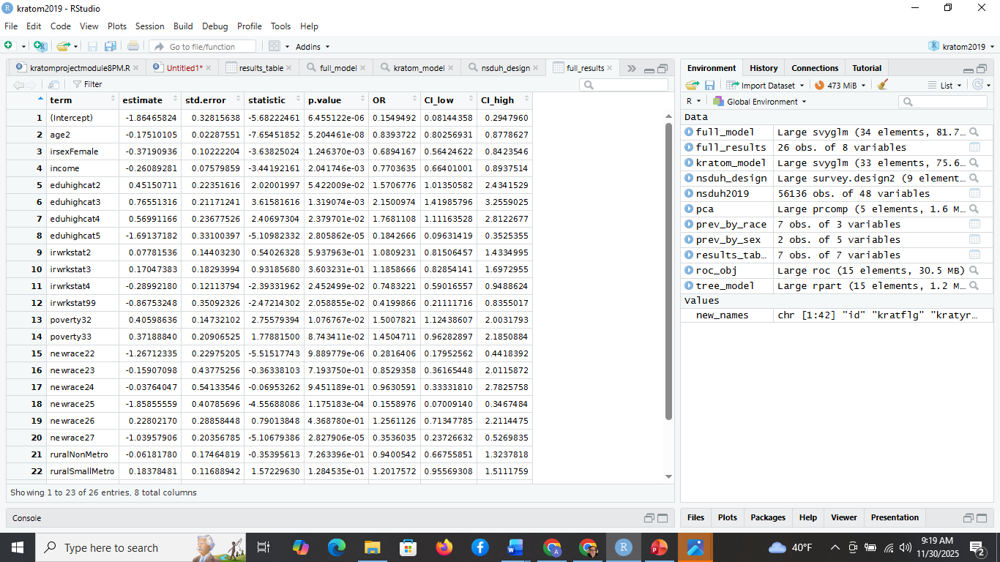 kratom2019 - RStudio
File Edit Code View Plots Session Build Debug Profile Tools Help
Go to file/function Addins kratom2019
kratomprojectmodule8PM.R Untitled1* results_table full_model kratom_model nsduh_design full_results
Filter
term estimate std.error statistic p.value OR CI_low CI_high
1 (Intercept) -1.86465824 0.32815638 -5.68222461 6.455122e-06 0.1549492 0.08144358 0.2947960
2 age2 -0.17510105 0.02287551 -7.65451852 5.204461e-08 0.8393722 0.80256931 0.8778627
3 irsexFemale -0.37190936 0.10222204 -3.63825024 1.246370e-03 0.6894167 0.56424622 0.8423546
4 income -0.26089281 0.07579859 -3.44192161 2.041746e-03 0.7703635 0.66401001 0.8937514
5 eduhighcat2 0.45150711 0.22351616 2.02001997 5.422009e-02 1.5706776 1.01350582 2.4341529
6 eduhighcat3 0.76551316 0.21171241 3.61581616 1.319074e-03 2.1500974 1.41985796 3.2559025
7 eduhighcat4 0.56991166 0.23677526 2.40697304 2.379701e-02 1.7681108 1.11163528 2.8122677
8 eduhighcat5 -1.69137182 0.33100397 -5.10982332 2.805862e-05 0.1842666 0.09631419 0.3525355
9 irwrkstat2 0.07781536 0.14403230 0.54026328 5.937963e-01 1.0809231 0.81506457 1.4334995
10 irwrkstat3 0.17047383 0.18293994 0.93185680 3.603231e-01 1.1858666 0.82854141 1.6972955
11 irwrkstat4 -0.28992180 0.12113794 -2.39331962 2.452499e-02 0.7483221 0.59016557 0.9488624
12 irwrkstat99 -0.86753248 0.35092326 -2.47214302 2.058855e-02 0.4199866 0.21111716 0.8355017
13 poverty32 0.40598636 0.14732102 2.75579394 1.076767e-02 1.5007821 1.12438607 2.0031793
14 poverty33 0.37188840 0.20906525 1.77881500 8.743411e-02 1.4504711 0.96282897 2.1850884
15 newrace22 -1.26712335 0.22975205 -5.51517743 9.889779e-06 0.2816406 0.17952562 0.4418392
16 newrace23 -0.15907098 0.43775256 -0.36338103 7.193750e-01 0.8529358 0.36165448 2.0115872
17 newrace24 -0.03764047 0.54133546 -0.06953262 9.451189e-01 0.9630591 0.33331810 2.7825758
18 newrace25 -1.85855559 0.40785696 -4.55688086 1.175183e-04 0.1558976 0.07009140 0.3467484
19 newrace26 0.22802170 0.28858448 0.79013848 4.368780e-01 1.2561126 0.71347785 2.2114475
20 newrace27 -1.03957906 0.20356785 -5.10679386 2.827906e-05 0.3536035 0.23726632 0.5269835
21 ruralNonMetro -0.06181780 0.17464819 -0.35395613 7.263396e-01 0.9400542 0.66755851 1.3237818
22 ruralSmallMetro 0.18378481 0.11688942 1.57229630 1.284535e-01 1.2017572 0.95569308 1.5111759
Showing 1 to 23 of 26 entries, 8 total columns
Console
Environment History Connections Tutorial
Import Dataset 473 MiB List
R Global Environment
Data
full_model Large svyglm (34 elements, 81.7…
full_results 26 obs. of 8 variables
kratom_model Large svyglm (33 elements, 75.6…
nsduh_design Large survey.design2 (9 element…
nsduh2019 56136 obs. of 48 variables
pca Large prcomp (5 elements, 1.6 M…
prev_by_race 7 obs. of 3 variables
prev_by_sex 2 obs. of 5 variables
results_tab… 7 obs. of 7 variables
roc_obj Large roc (15 elements, 30.5 MB)
tree_model Large rpart (15 elements, 1.2 M…
Values
new_names chr [1:42] "id" "kratflg" "kratyr…
Files Plots Packages Help Viewer Presentation
Type here to search
40°F
9:19 AM
11/30/2025
2